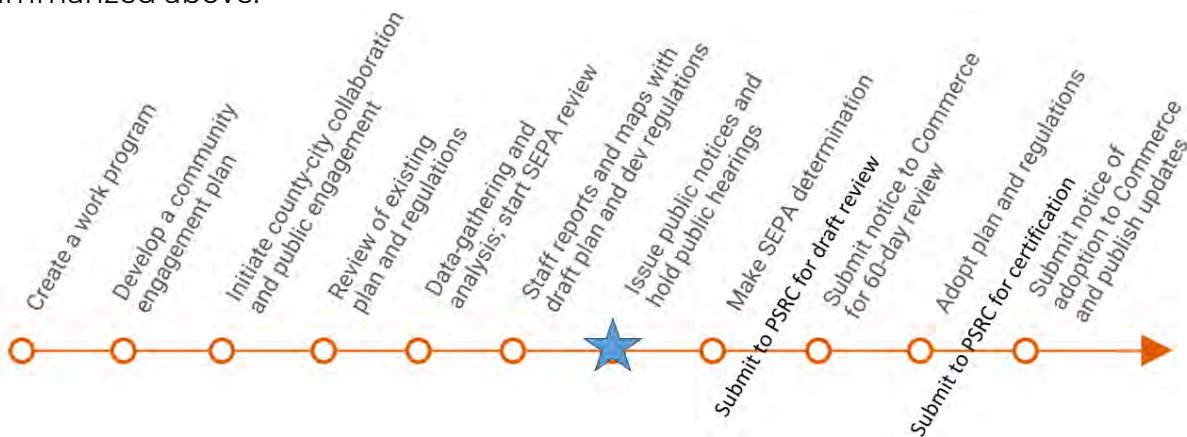 Create a work program
Develop a community
engagement plan
Initiate county-city collaboration
and public engagement
Review of existing
plan and regulations
Data-gathering and
analysis; start SEPA review
Staff reports and maps with
draft plan and dev regulations
Issue public notices and
hold public hearings
Make SEPA determination
Submit to PSRC for draft review
Submit notice to Commerce
for 60-day review
Adopt plan and regulations
Submit to PSRC for certification
Submit notice of
adoption to Commerce
and publish updates